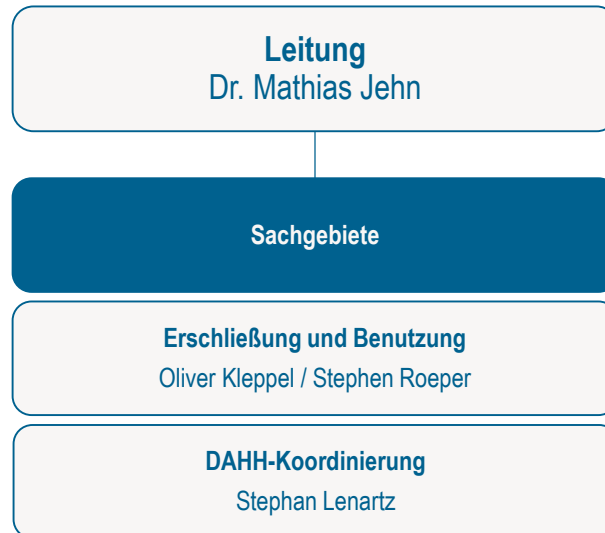 Leitung
Dr. Mathias Jehn
Sachgebiete
Erschließung und Benutzung
Oliver Kleppel / Stephen Roeper
DAHH-Koordinierung
Stephan Lenartz